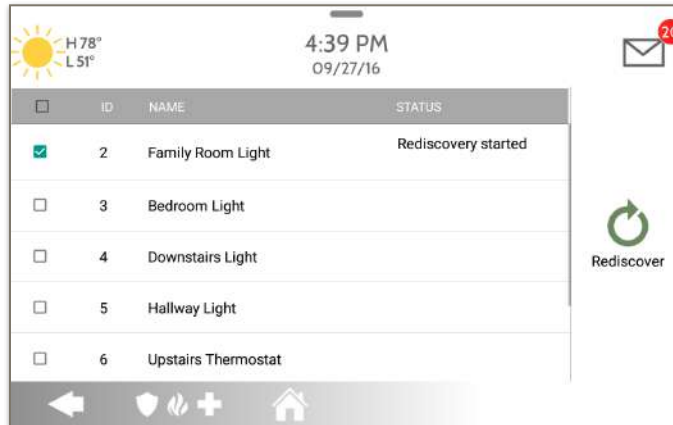 H 78°
L 51°
4:39 PM
09/27/16
ID NAME STATUS
2 Family Room Light Rediscovery started
3 Bedroom Light
4 Downstairs Light
5 Hallway Light
6 Upstairs Thermostat
Rediscover